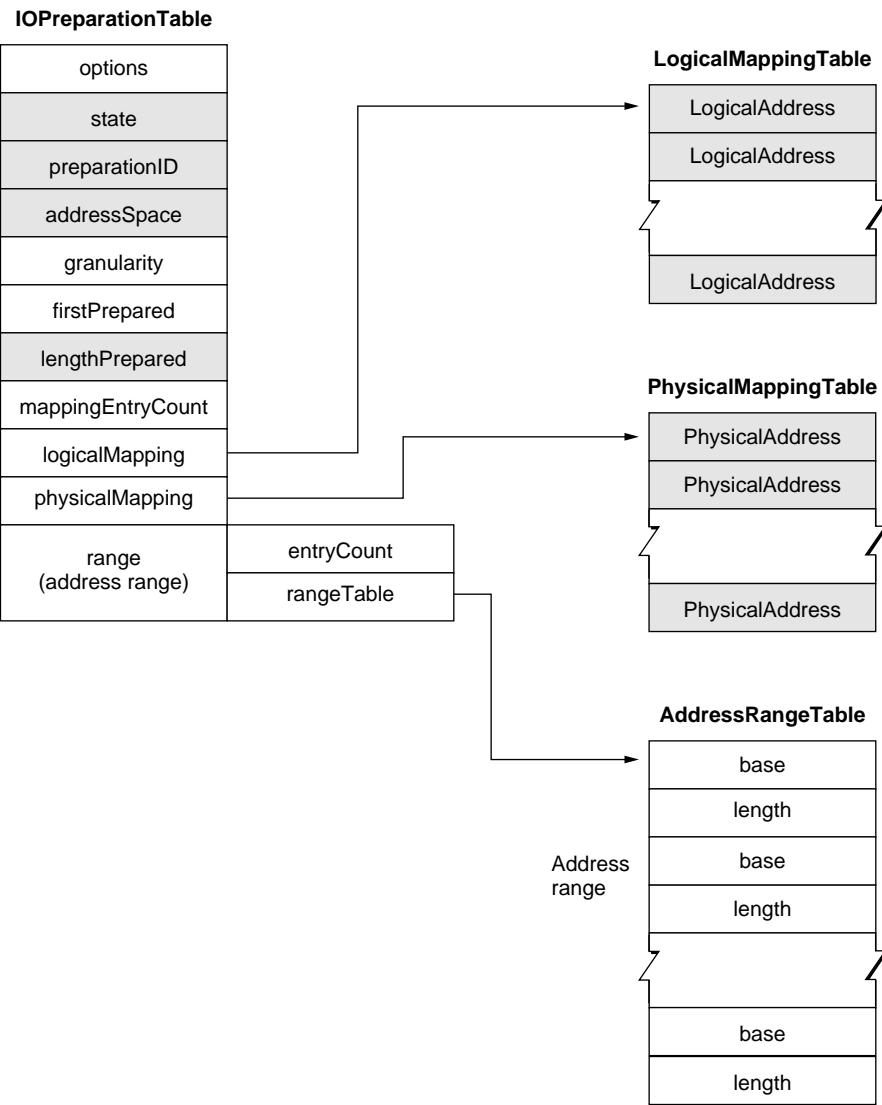 IOPreparationTable
options
state
preparationID
addressSpace
granularity
firstPrepared
lengthPrepared
mappingEntryCount
logicalMapping
physicalMapping
range
(address range)
entryCount
rangeTable
LogicalMappingTable
LogicalAddress
LogicalAddress
LogicalAddress
PhysicalMappingTable
PhysicalAddress
PhysicalAddress
PhysicalAddress
AddressRangeTable
Address
range
base
length
base
length
base
length